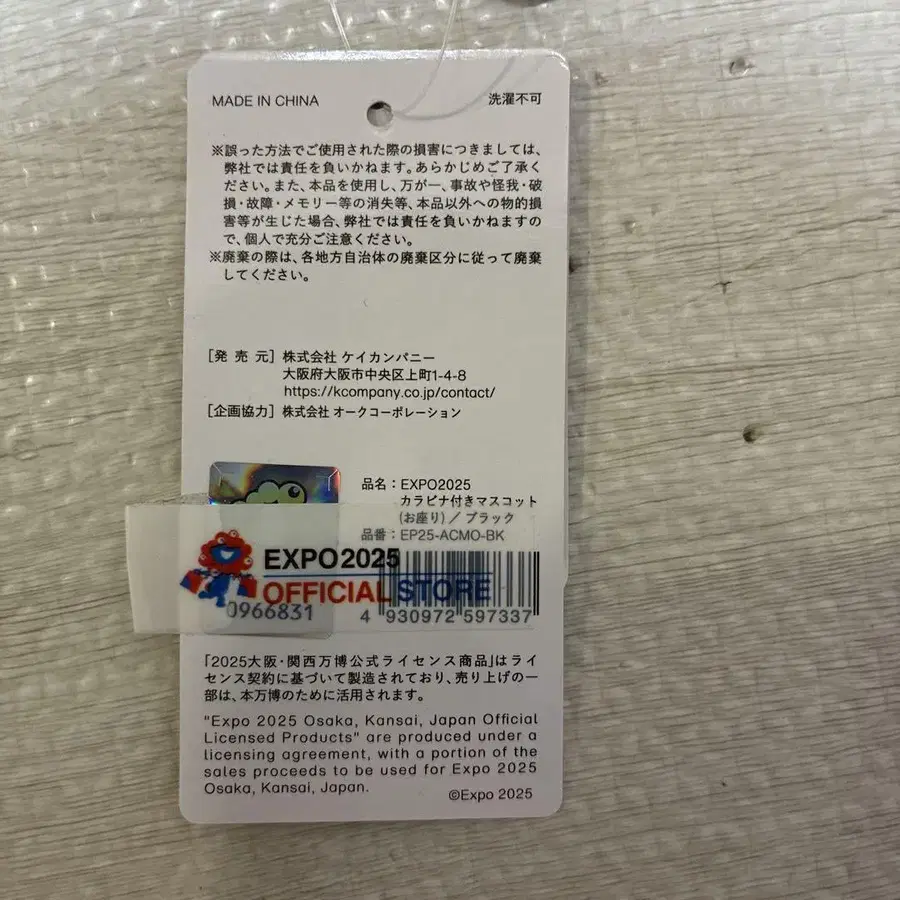 MADE IN CHINA
洗濯不可
※誤った方法でご使用された際の損害につきましては、
弊社では責任を負いかねます。あらかじめご了承く
ださい。また、本品を使用し、万が一、事故や怪我・破
損・故障・メモリー等の消失等、本品以外への物的損
害等が生じた場合、弊社では責任を負いかねますの
で、個人で充分ご注意ください。
※廃棄の際は、各地方自治体の廃棄区分に従って廃棄
してください。
[発 売 元] 株式会社 ケイカンパニー
大阪府大阪市中央区上町1-4-8
https://kcompany.co.jp/contact/
[企画協力] 株式会社 オークコーポレーション
品名：EXPO2025
カラビナ付きマスコット
(お座り)／ブラック
品番：EP25-ACMO-BK
EXPO2025
OFFICIAL STORE
0966831
4 930972 597337
「2025大阪・関西万博公式ライセンス商品」はライ
センス契約に基づいて製造されており、売り上げの一
部は、本万博のために活用されます。
"Expo 2025 Osaka, Kansai, Japan Official
Licensed Products" are produced under a
licensing agreement, with a portion of the
sales proceeds to be used for Expo 2025
Osaka, Kansai, Japan.
©Expo 2025